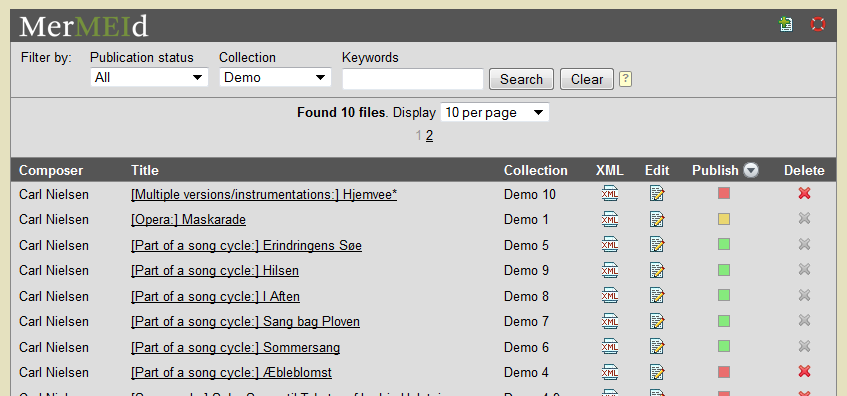 MerMEId
Filter by: Publication status Collection Keywords
All Demo Search Clear ?
Found 10 files. Display 10 per page
1 2
Composer Title Collection XML Edit Publish Delete
Carl Nielsen [Multiple versions/instrumentations:] Hjemvee* Demo 10 XML
Carl Nielsen [Opera:] Maskarade Demo 1 XML
Carl Nielsen [Part of a song cycle:] Erindringens Søe Demo 5 XML
Carl Nielsen [Part of a song cycle:] Hilsen Demo 9 XML
Carl Nielsen [Part of a song cycle:] I Aften Demo 8 XML
Carl Nielsen [Part of a song cycle:] Sang bag Ploven Demo 7 XML
Carl Nielsen [Part of a song cycle:] Sommersang Demo 6 XML
Carl Nielsen [Part of a song cycle:] Æbleblomst Demo 4 XML
Carl Nielsen